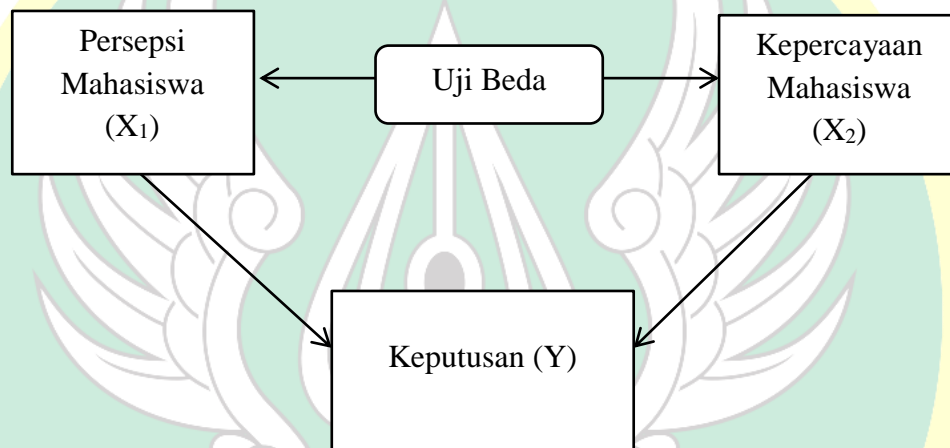 Persepsi
Mahasiswa
(X₁)
Uji Beda
Kepercayaan
Mahasiswa
(X₂)
Keputusan (Y)